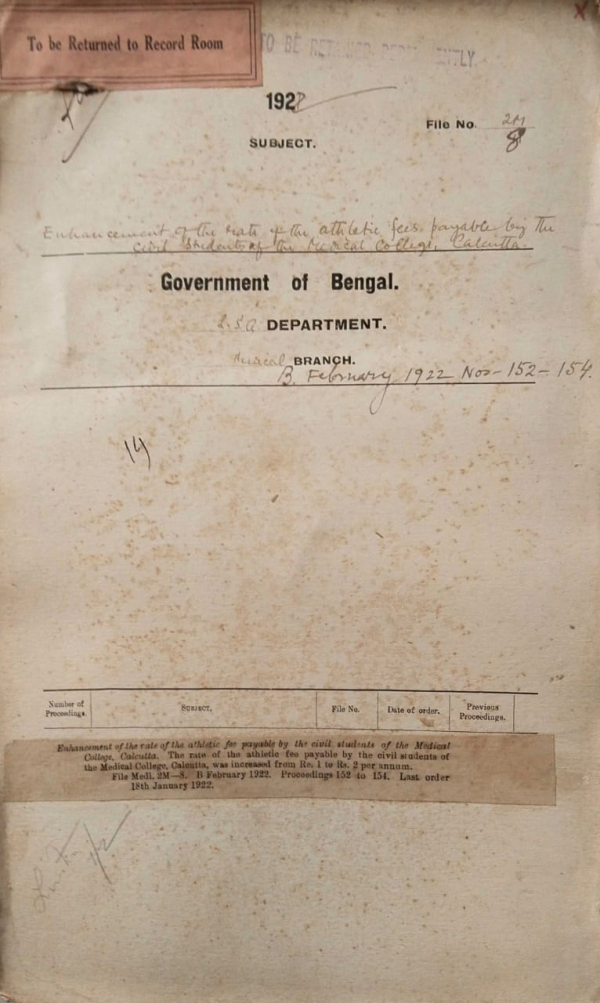 To be Returned to Record Room
TO BE
1922
File No. 2M
8
SUBJECT.
Enhancement of the rate of the athletic fees payable by the
civil students of the Medical College, Calcutta.
Government of Bengal.
DEPARTMENT.
Medical BRANCH.
B. February 1922 Nos-152-154.
14
Number of Proceedings.
Subject.
File No.
Date of order.
Previous Proceedings.
Enhancement of the rate of the athletic fee payable by the civil students of the Medical
College, Calcutta. The rate of the athletic fee payable by the civil students of
the Medical College, Calcutta, was increased from Re. 1 to Rs. 2 per annum.
File Medl. 2M—8. B February 1922. Proceedings 152 to 154. Last order
18th January 1922.